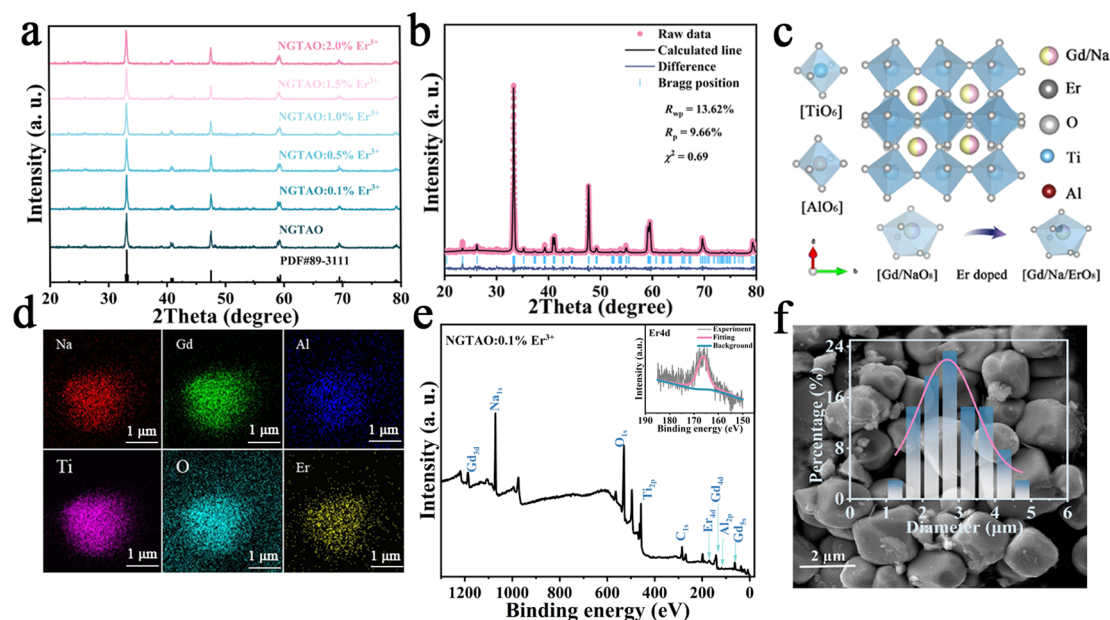 a
NGTAO:2.0% Er³⁺
NGTAO:1.5% Er³⁺
NGTAO:1.0% Er³⁺
NGTAO:0.5% Er³⁺
NGTAO:0.1% Er³⁺
NGTAO
PDF#89-3111
20 30 40 50 60 70 80
2Theta (degree)
Intensity (a. u.)
b
Raw data
Calculated line
Difference
Bragg position
Rwp = 13.62%
Rp = 9.66%
χ² = 0.69
20 30 40 50 60 70 80
2Theta (degree)
Intensity (a. u.)
c
[TiO₆]
[AlO₆]
Gd/Na
Er
O
Ti
Al
a
b
[Gd/NaO₈]
Er doped
[Gd/Na/ErO₈]
d
Na
1 μm
Gd
1 μm
Al
1 μm
Ti
1 μm
O
1 μm
Er
1 μm
e
NGTAO:0.1% Er³⁺
Gd3d
Na1s
O1s
Ti2p
C1s
Er4d
Gd4d
Al2p
Gd5s
1200 1000 800 600 400 200 0
Binding energy (eV)
Intensity (a. u.)
Er4d
Experiment
Fitting
Background
190 180 170 160 150
Binding energy (eV)
Intensity (a.u.)
f
24
16
8
0
Percentage (%)
0 1 2 3 4 5 6
Diameter (μm)
2 μm